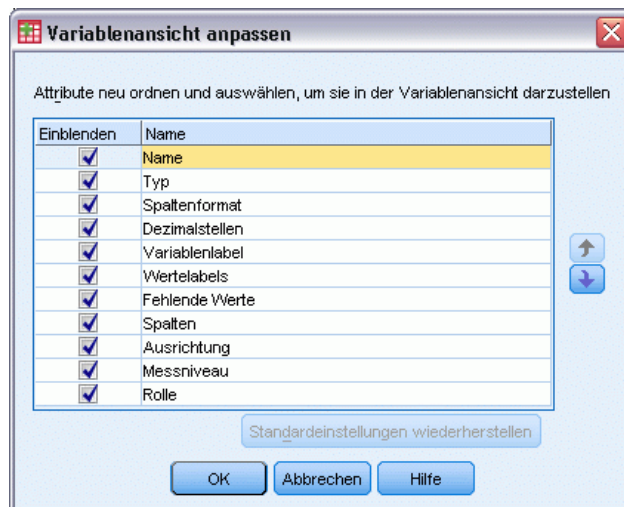 Variablenansicht anpassen
Attribute neu ordnen und auswählen, um sie in der Variablenansicht darzustellen
Einblenden Name
Name
Typ
Spaltenformat
Dezimalstellen
Variablenlabel
Wertelabels
Fehlende Werte
Spalten
Ausrichtung
Messniveau
Rolle
Standardeinstellungen wiederherstellen
OK Abbrechen Hilfe